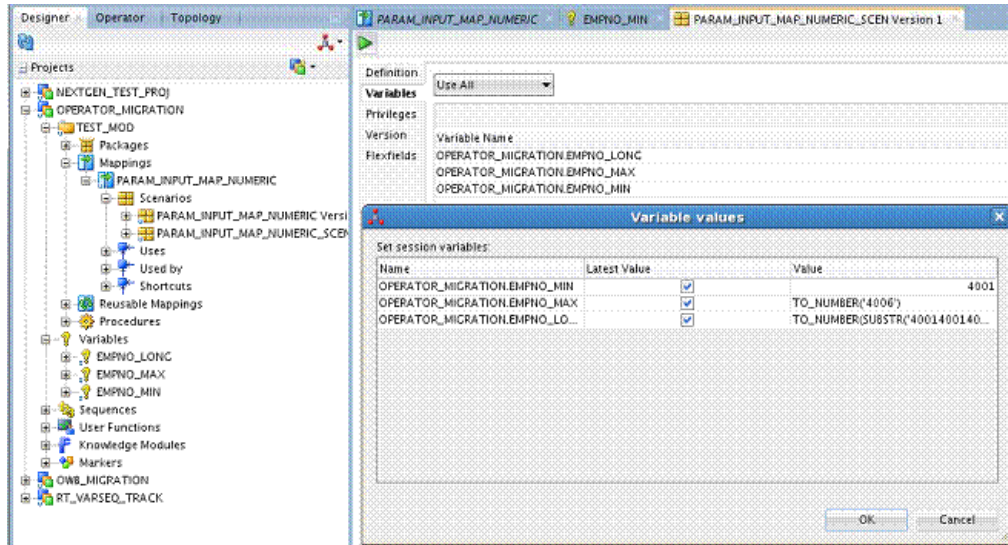 Designer
Operator
Topology
Projects
NEXTGEN_TEST_PROJ
OPERATOR_MIGRATION
TEST_MOD
Packages
Mappings
PARAM_INPUT_MAP_NUMERIC
Scenarios
PARAM_INPUT_MAP_NUMERIC Versi
PARAM_INPUT_MAP_NUMERIC_SCEN
Uses
Used by
Shortcuts
Reusable Mappings
Procedures
Variables
EMPNO_LONG
EMPNO_MAX
EMPNO_MIN
Sequences
User Functions
Knowledge Modules
Markers
OWB_MIGRATION
RT_VARSEQ_TRACK
PARAM_INPUT_MAP_NUMERIC
EMPNO_MIN
PARAM_INPUT_MAP_NUMERIC_SCEN Version 1
Definition
Variables
Privileges
Version
Flexfields
Use All
Variable Name
OPERATOR_MIGRATION.EMPNO_LONG
OPERATOR_MIGRATION.EMPNO_MAX
OPERATOR_MIGRATION.EMPNO_MIN
Variable values
Set session variables:
Name Latest Value Value
OPERATOR_MIGRATION.EMPNO_MIN 4001
OPERATOR_MIGRATION.EMPNO_MAX TO_NUMBER('4006')
OPERATOR_MIGRATION.EMPNO_LO... TO_NUMBER(SUBSTR('4001400140...
OK Cancel